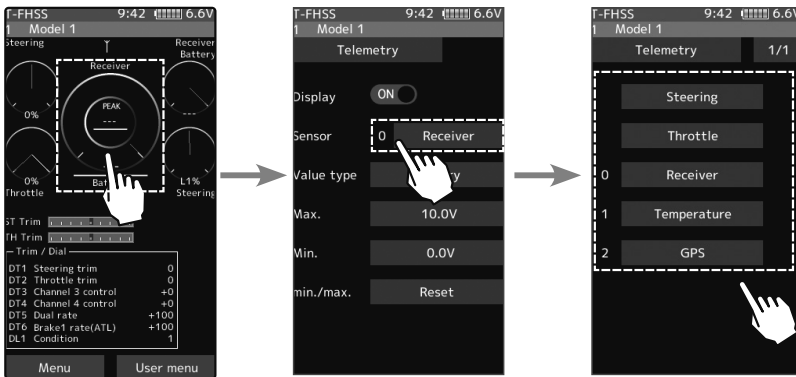 T-FHSS 9:42 6.6V
1 Model 1
Steering Receiver
Battery
Receiver
PEAK
---
---
0%
---
0% Bat L1%
Throttle Steering
ST Trim
TH Trim
Trim / Dial
DT1 Steering trim 0
DT2 Throttle trim 0
DT3 Channel 3 control +0
DT4 Channel 4 control +0
DT5 Dual rate +100
DT6 Brake1 rate(ATL) +100
DL1 Condition 1
Menu User menu
T-FHSS 9:42 6.6V
1 Model 1
Telemetry
Display ON
Sensor 0 Receiver
Value type ry
Max. 10.0V
Min. 0.0V
min./max. Reset
T-FHSS 9:42 6.6V
1 Model 1
Telemetry 1/1
Steering
Throttle
0 Receiver
1 Temperature
2 GPS